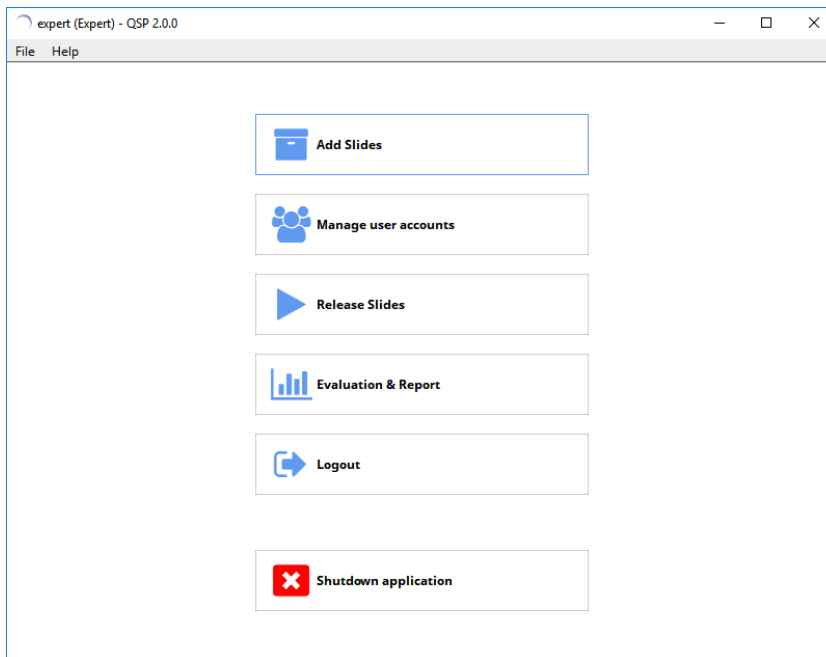 expert (Expert) - QSP 2.0.0
File Help
Add Slides
Manage user accounts
Release Slides
Evaluation & Report
Logout
Shutdown application